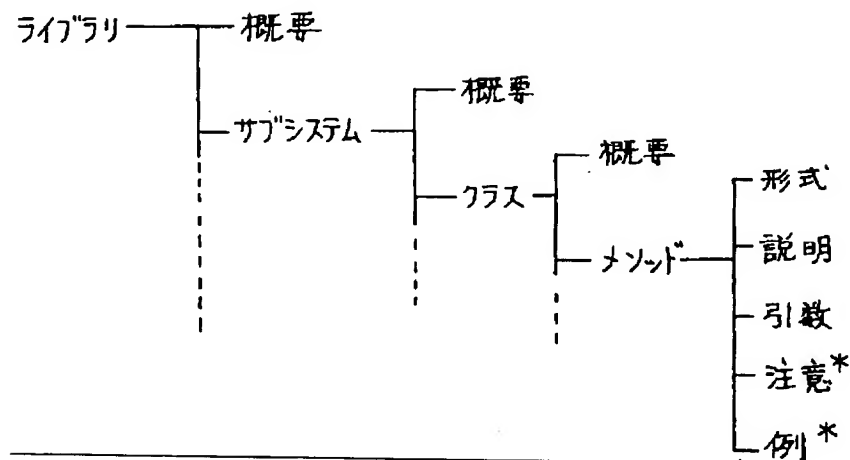 ライブラリ 概要
概要
サブシステム
概要
クラス
形式
説明
メソッド
引数
注意*
例*